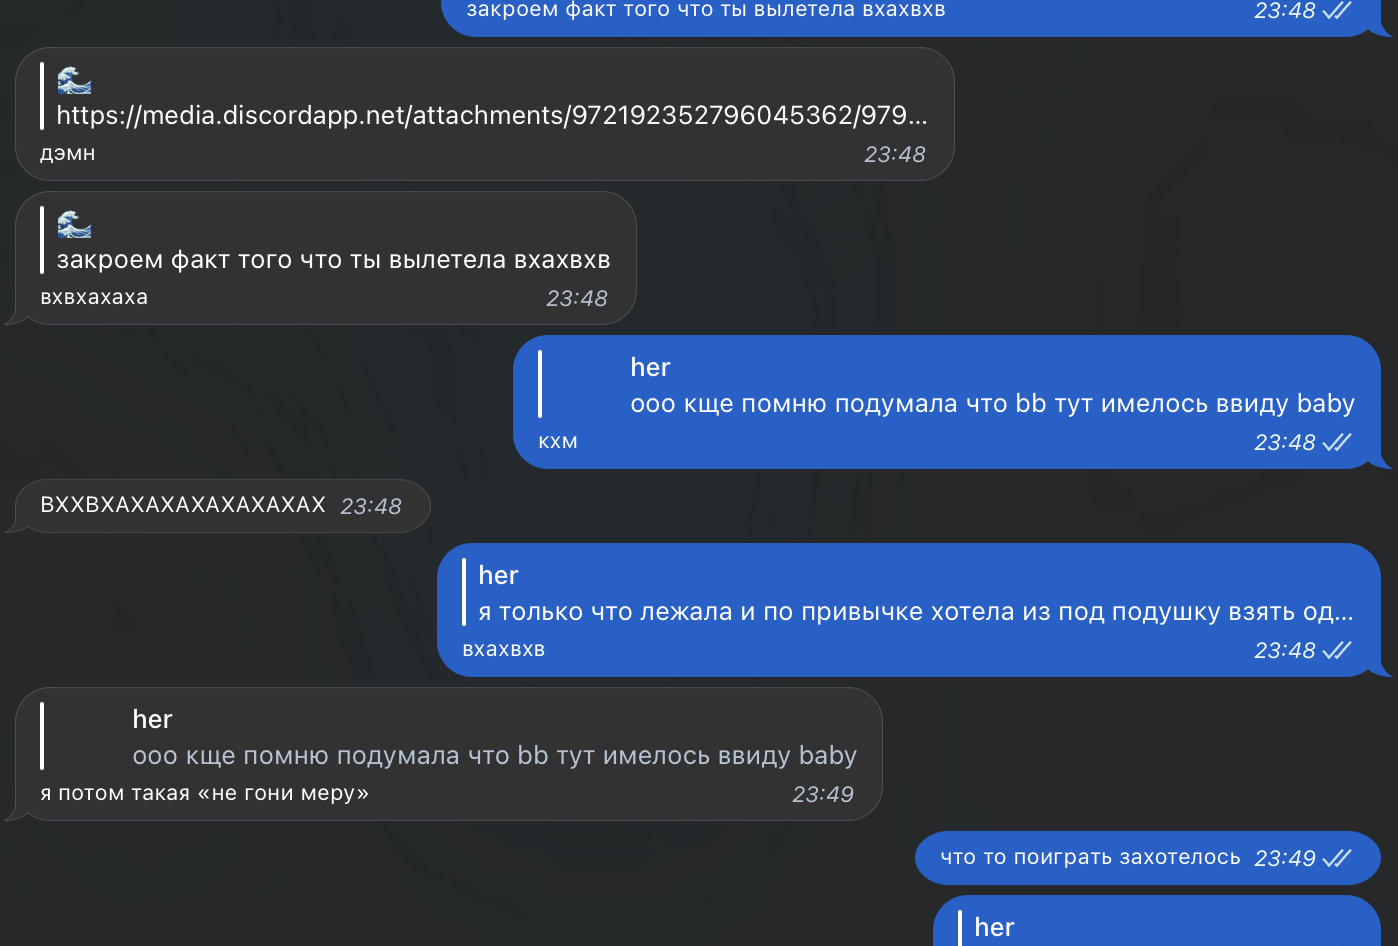 закроем факт того что ты вылетела вхахвхв 23:48
🌊
https://media.discordapp.net/attachments/972192352796045362/979...
дэмн 23:48
🌊
закроем факт того что ты вылетела вхахвхв
вхвхахаха 23:48
her
ооо кще помню подумала что bb тут имелось ввиду baby
кхм 23:48
ВХХВХАХАХАХАХАХАХАХ 23:48
her
я только что лежала и по привычке хотела из под подушку взять од...
вхахвхв 23:48
her
ооо кще помню подумала что bb тут имелось ввиду baby
я потом такая «не гони меру» 23:49
что то поиграть захотелось 23:49
her